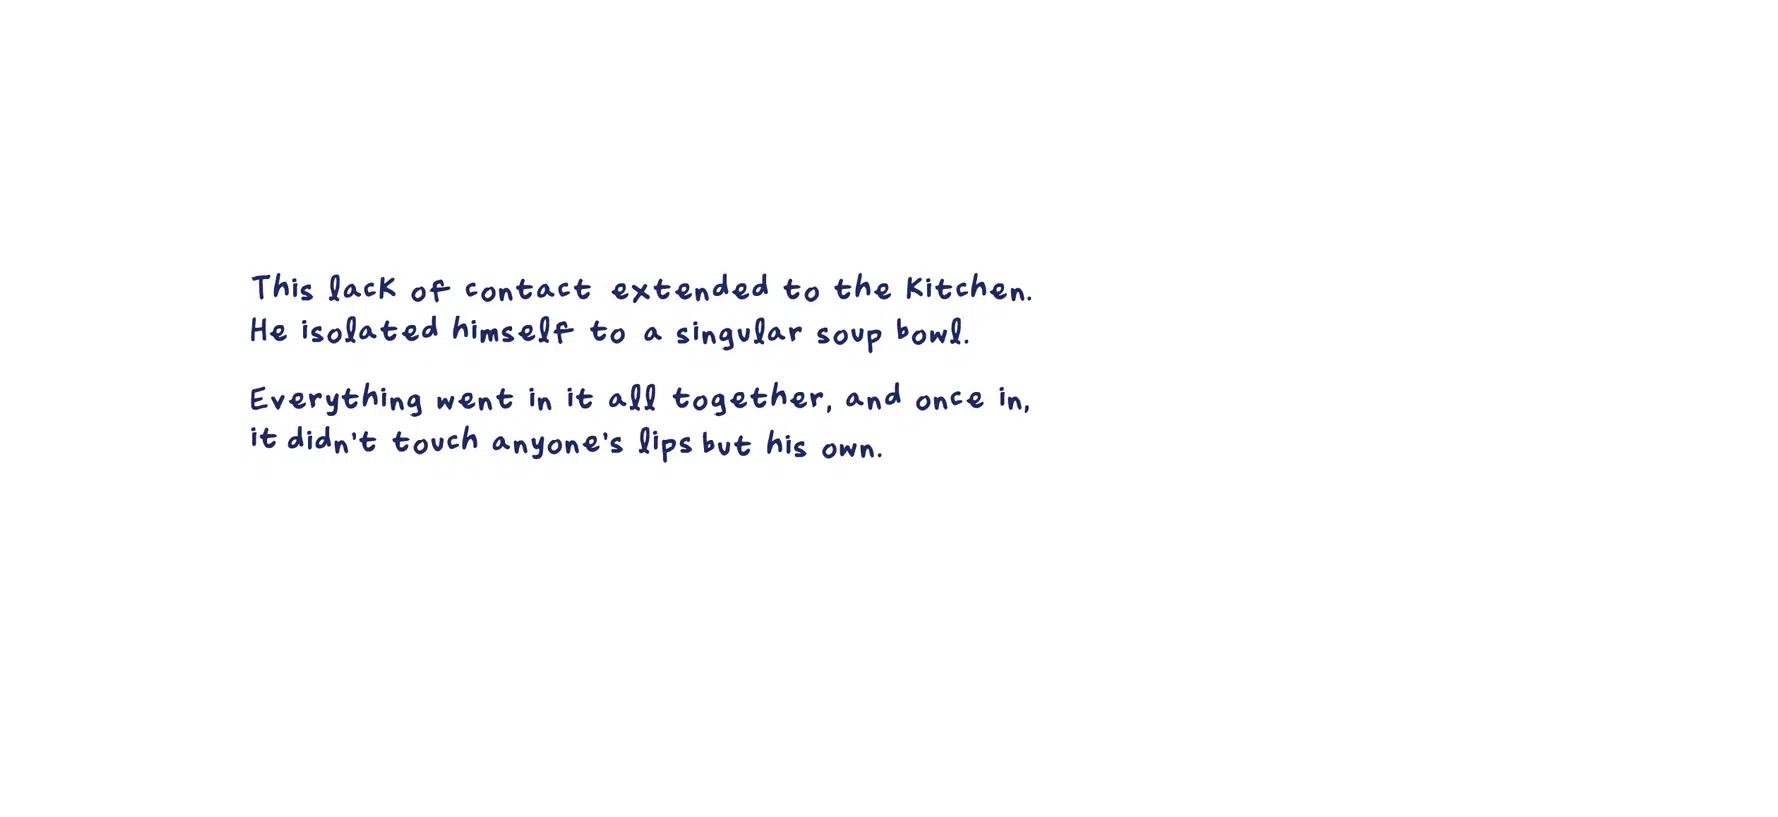 This lack of contact extended to the kitchen.
He isolated himself to a singular soup bowl.
Everything went in it all together, and once in,
it didn't touch anyone's lips but his own.